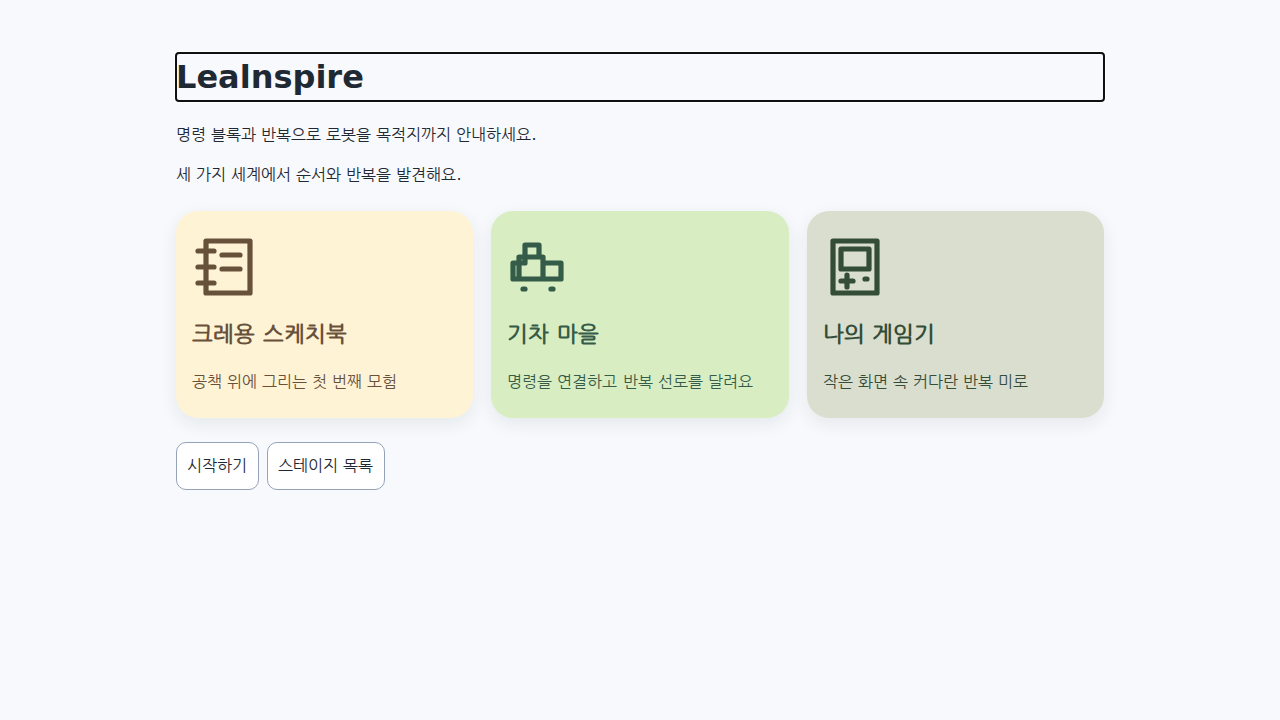 LeaInspire
명령 블록과 반복으로 로봇을 목적지까지 안내하세요.
세 가지 세계에서 순서와 반복을 발견해요.
크레용 스케치북
공책 위에 그리는 첫 번째 모험
기차 마을
명령을 연결하고 반복 선로를 달려요
나의 게임기
작은 화면 속 커다란 반복 미로
시작하기
스테이지 목록